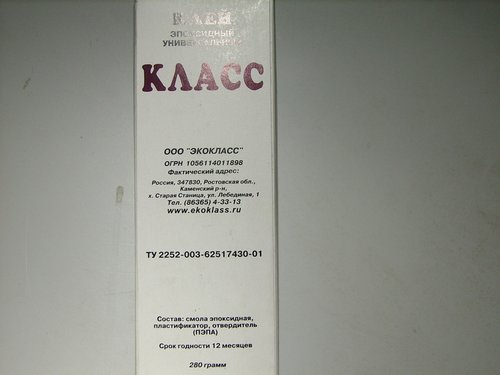 КЛЕЙ
ЭПОКСИДНЫЙ
УНИВЕРСАЛЬНЫЙ
КЛАСС
ООО "ЭКОКЛАСС"
ОГРН 1056114011898
Фактический адрес:
Россия, 347830, Ростовская обл.,
Каменский р-н,
х. Старая Станица, ул. Лебединая, 1
Тел. (86365) 4-33-13
www.ekoklass.ru
ТУ 2252-003-62517430-01
Состав: смола эпоксидная,
пластификатор, отвердитель
(ПЭПА)
Срок годности 12 месяцев
280 грамм